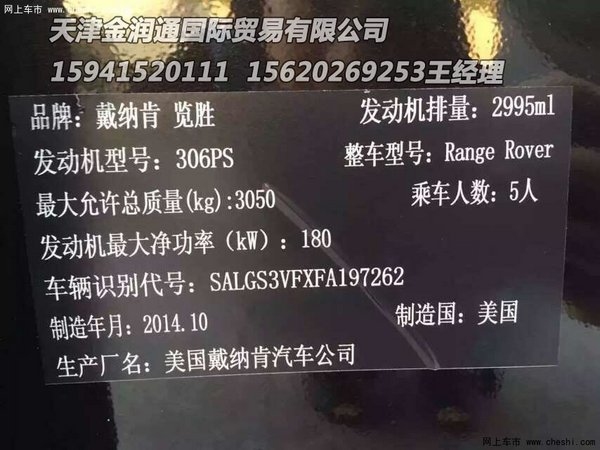 网上车市
天津金润通国际贸易有限公司
15941520111 15620269253王经理
品牌：戴纳肯 览胜 发动机排量：2995ml
发动机型号：306PS 整车型号：Range Rover
最大允许总质量(kg):3050 乘车人数：5人
发动机最大净功率（kW）：180
车辆识别代号：SALGS3VFXFA197262
制造年月：2014.10 制造国：美国
生产厂名：美国戴纳肯汽车公司
网上车市 www.cheshi.com